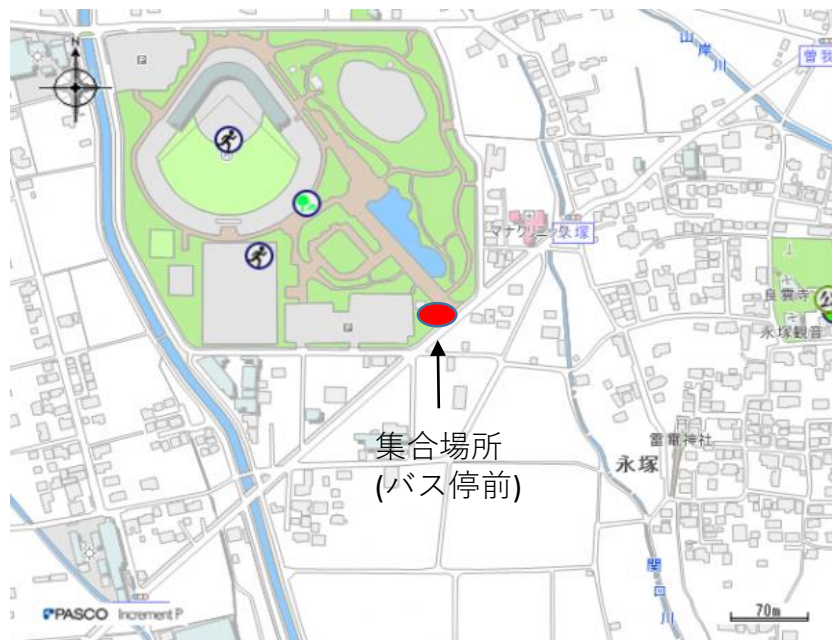 N
P
山岸川
曽我
マナクリニック
永塚
良雲寺
永塚観音
P
集合場所
(バス停前)
雷電神社
永塚
関口川
PASCO Increment P
70m